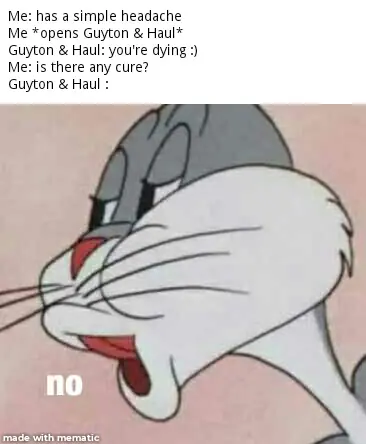 Me: has a simple headache
Me *opens Guyton & Haul*
Guyton & Haul: you're dying :)
Me: is there any cure?
Guyton & Haul :
no
made with mematic